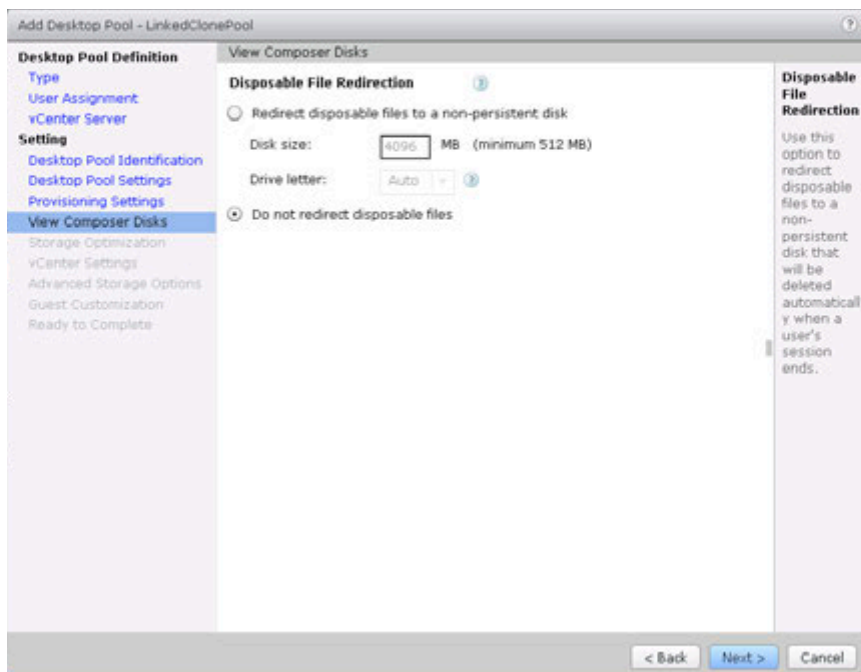 Add Desktop Pool - LinkedClonePool
?
Desktop Pool Definition
Type
User Assignment
vCenter Server
Setting
Desktop Pool Identification
Desktop Pool Settings
Provisioning Settings
View Composer Disks
Storage Optimization
vCenter Settings
Advanced Storage Options
Guest Customization
Ready to Complete
View Composer Disks
Disposable File Redirection
?
Redirect disposable files to a non-persistent disk
Disk size: 4096 MB (minimum 512 MB)
Drive letter: Auto ?
Do not redirect disposable files
Disposable
File
Redirection
Use this
option to
redirect
disposable
files to a
non-
persistent
disk that
will be
deleted
automaticall
y when a
user's
session
ends.
< Back Next > Cancel